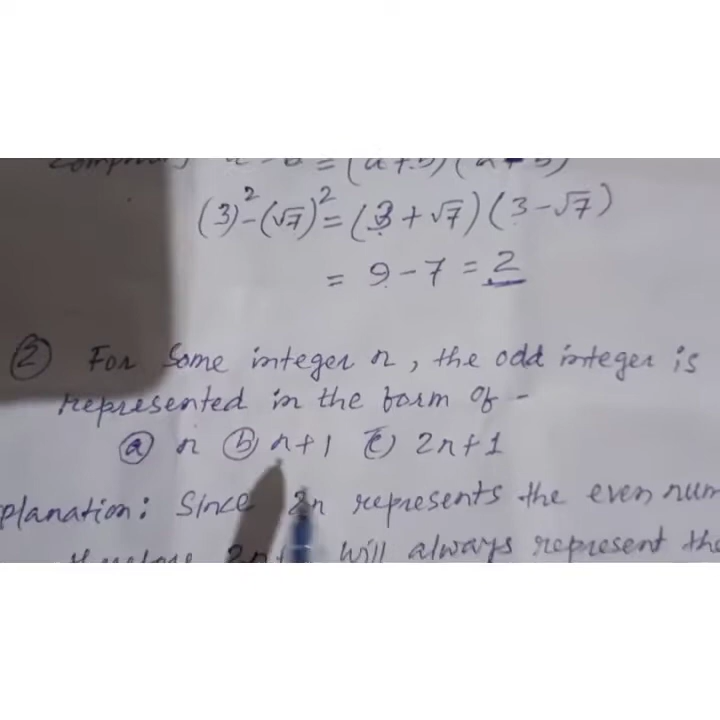 (3)²-(√7)² = (3+√7)(3-√7)
= 9-7 = 2
② For Some integer n, the odd integer is
represented in the form of -
ⓐ n ⓑ n+1 ⓒ 2n+1
planation: Since 2n represents the even num
will always represent the